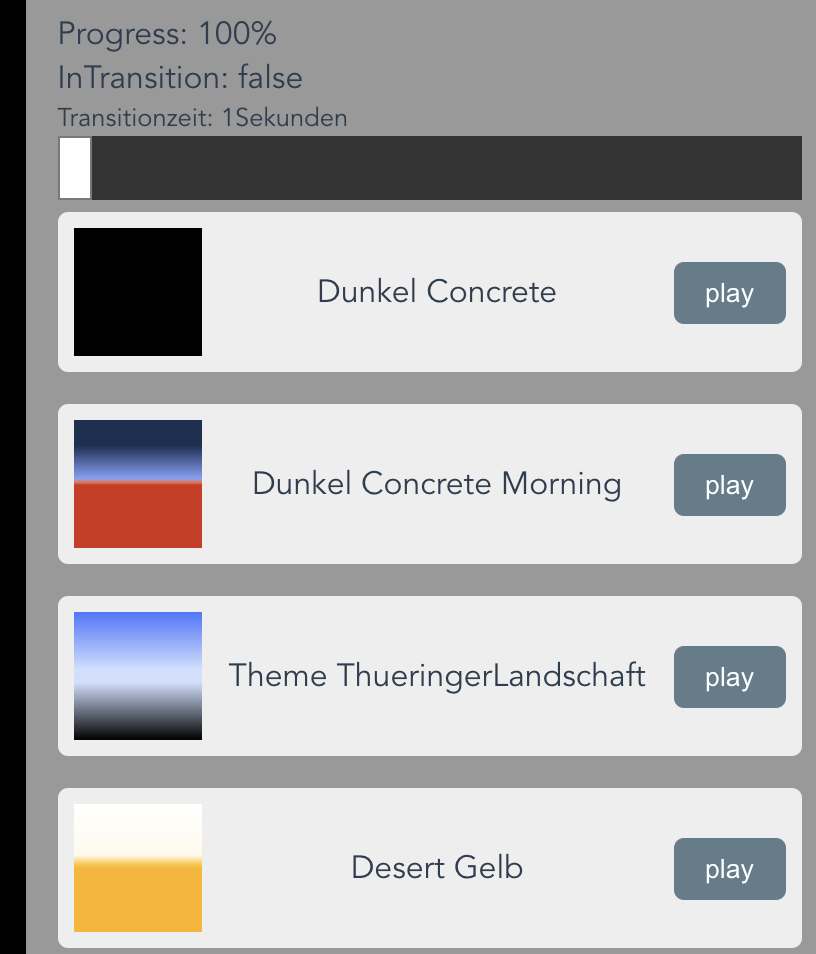 Progress: 100%
InTransition: false
Transitionzeit: 1Sekunden
Dunkel Concrete
play
Dunkel Concrete Morning
play
Theme ThueringerLandschaft
play
Desert Gelb
play